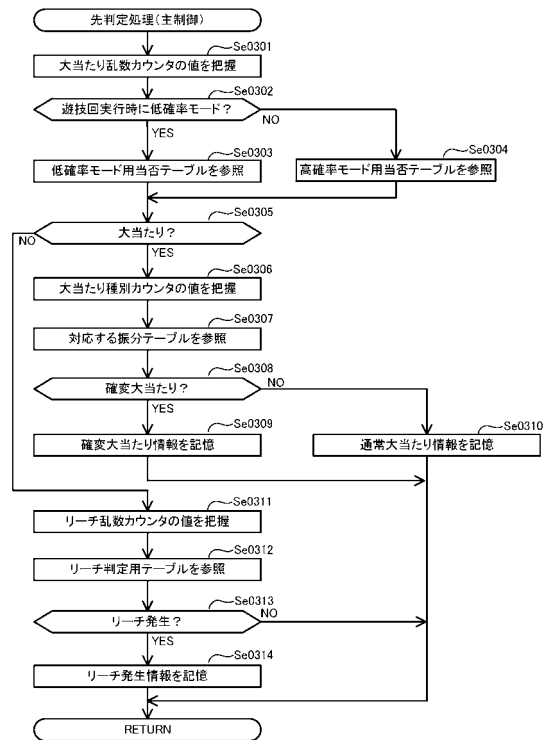 先判定処理(主制御)
Se0301
大当たり乱数カウンタの値を把握
Se0302
遊技回実行時に低確率モード？
NO
YES
Se0303
低確率モード用当否テーブルを参照
Se0304
高確率モード用当否テーブルを参照
Se0305
大当たり？
NO
YES
Se0306
大当たり種別カウンタの値を把握
Se0307
対応する振分テーブルを参照
Se0308
確変大当たり？
NO
YES
Se0309
確変大当たり情報を記憶
Se0310
通常大当たり情報を記憶
Se0311
リーチ乱数カウンタの値を把握
Se0312
リーチ判定用テーブルを参照
Se0313
リーチ発生？
NO
YES
Se0314
リーチ発生情報を記憶
RETURN